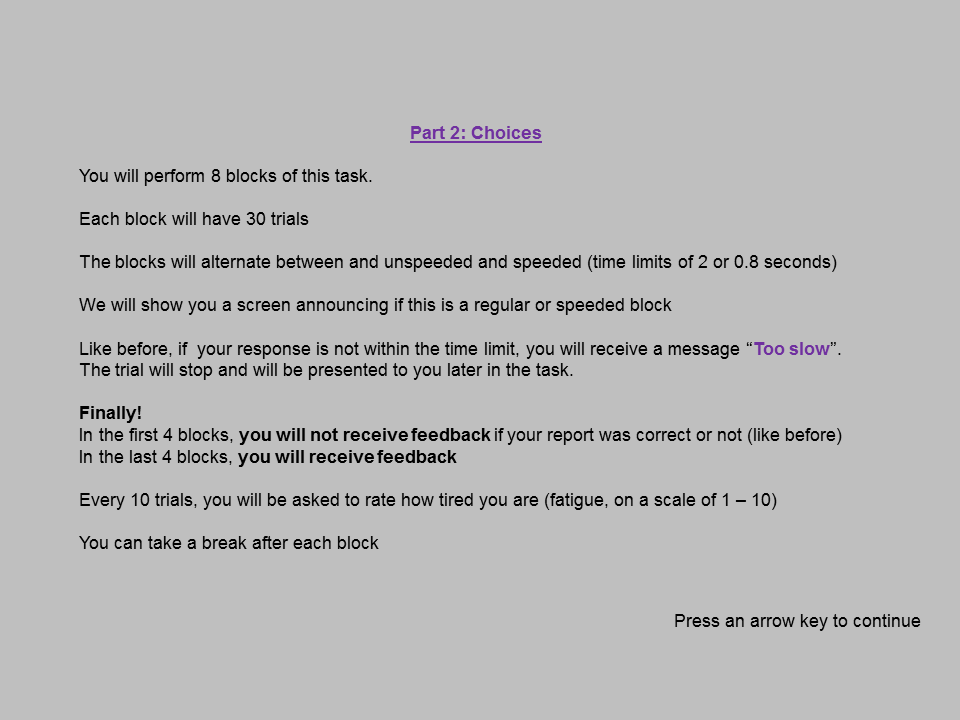 Part 2: Choices
You will perform 8 blocks of this task.
Each block will have 30 trials
The blocks will alternate between and unspeeded and speeded (time limits of 2 or 0.8 seconds)
We will show you a screen announcing if this is a regular or speeded block
Like before, if  your response is not within the time limit, you will receive a message “Too slow”.
The trial will stop and will be presented to you later in the task.
Finally!
In the first 4 blocks, you will not receive feedback if your report was correct or not (like before)
In the last 4 blocks, you will receive feedback
Every 10 trials, you will be asked to rate how tired you are (fatigue, on a scale of 1 – 10)
You can take a break after each block
Press an arrow key to continue